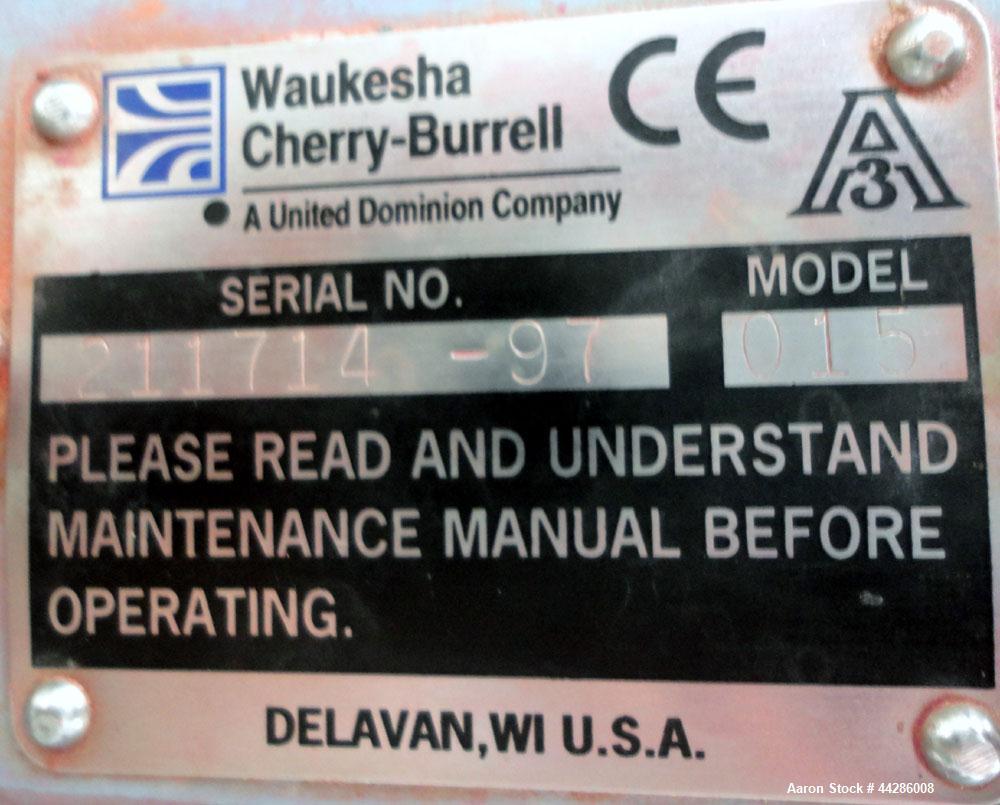 Waukesha
Cherry-Burrell
CE
A United Dominion Company
3 A
SERIAL NO. MODEL
211714 -97 015
PLEASE READ AND UNDERSTAND
MAINTENANCE MANUAL BEFORE
OPERATING.
DELAVAN,WI U.S.A.
Aaron Stock # 44286008